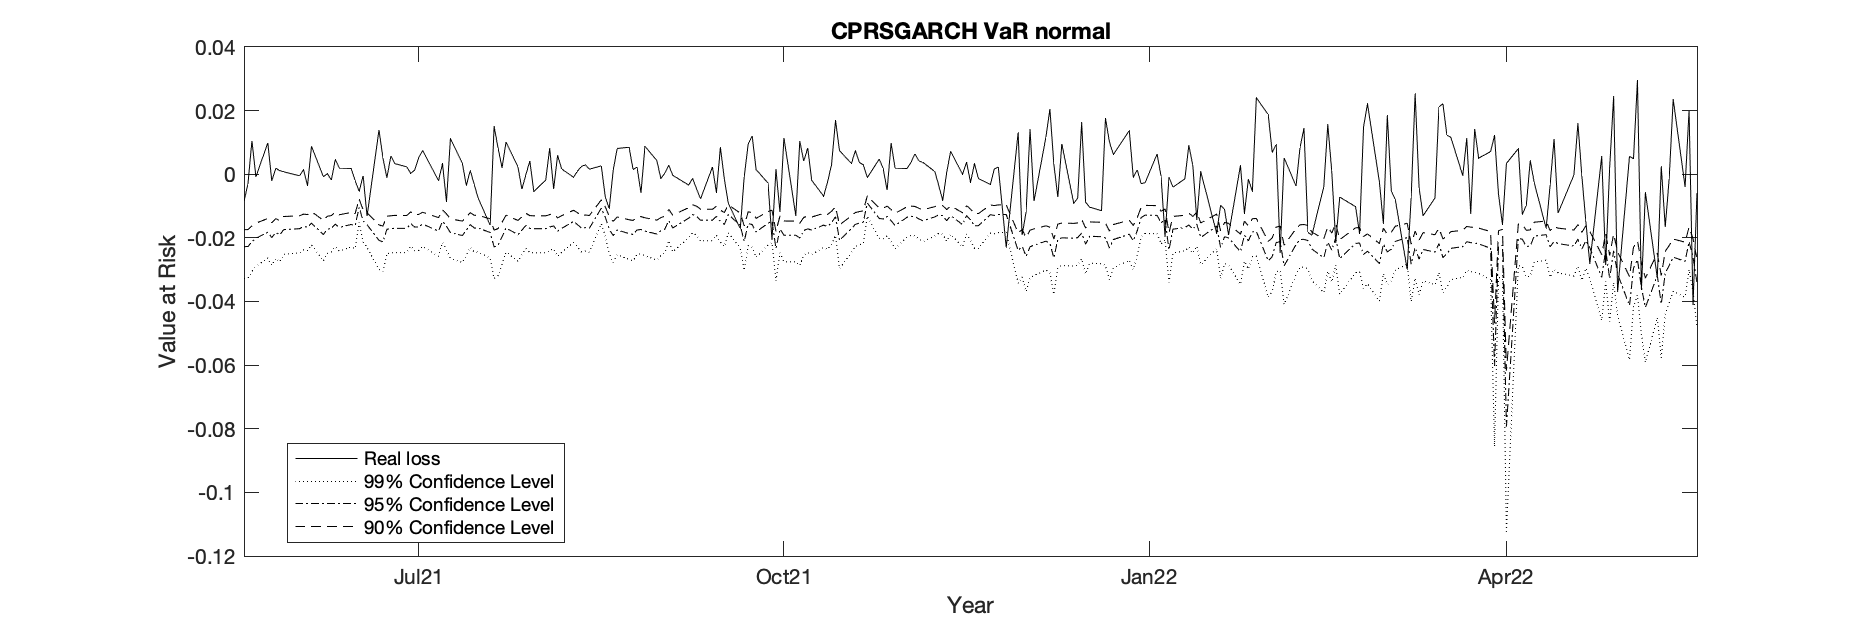 CPRSGARCH VaR normal
0.04
0.02
0
-0.02
-0.04
-0.06
-0.08
-0.1
-0.12
Value at Risk
Real loss
99% Confidence Level
95% Confidence Level
90% Confidence Level
Jul21 Oct21 Jan22 Apr22
Year